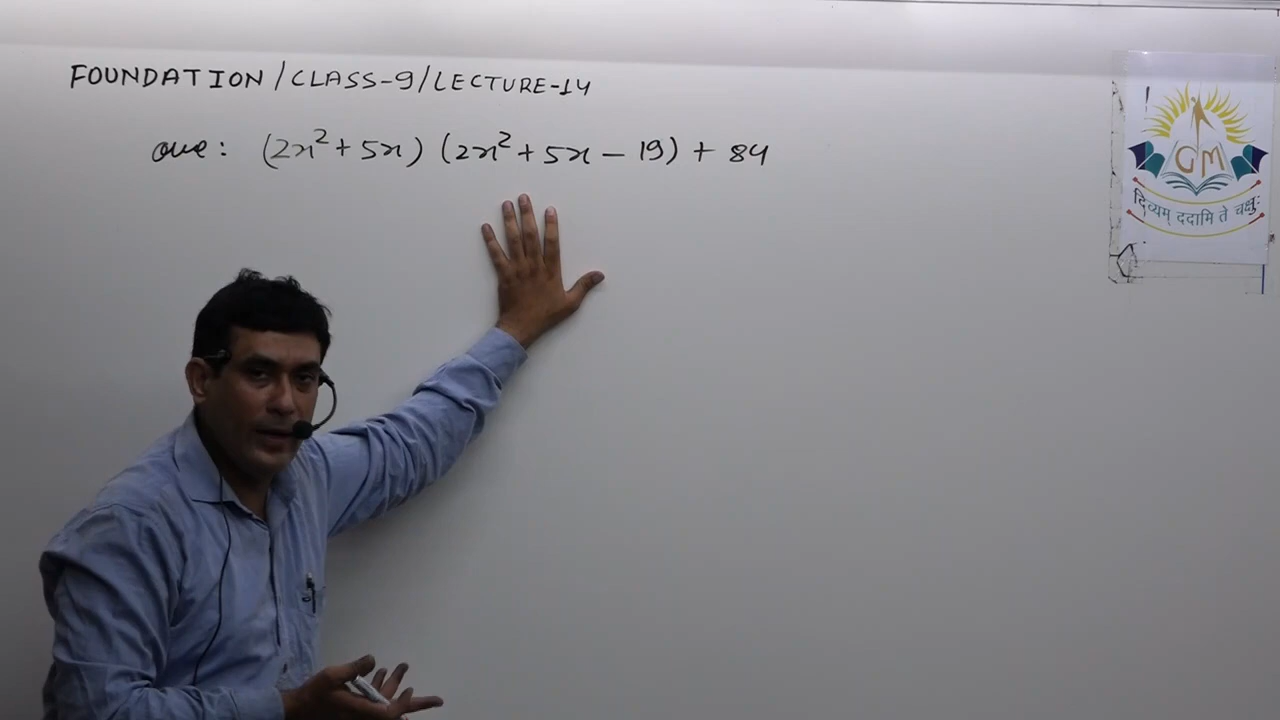 FOUNDATION/CLASS-9/LECTURE-14
Que: (2x²+5x) (2x²+5x-19) + 84
GM
दिव्यम् ददामि ते चक्षुः